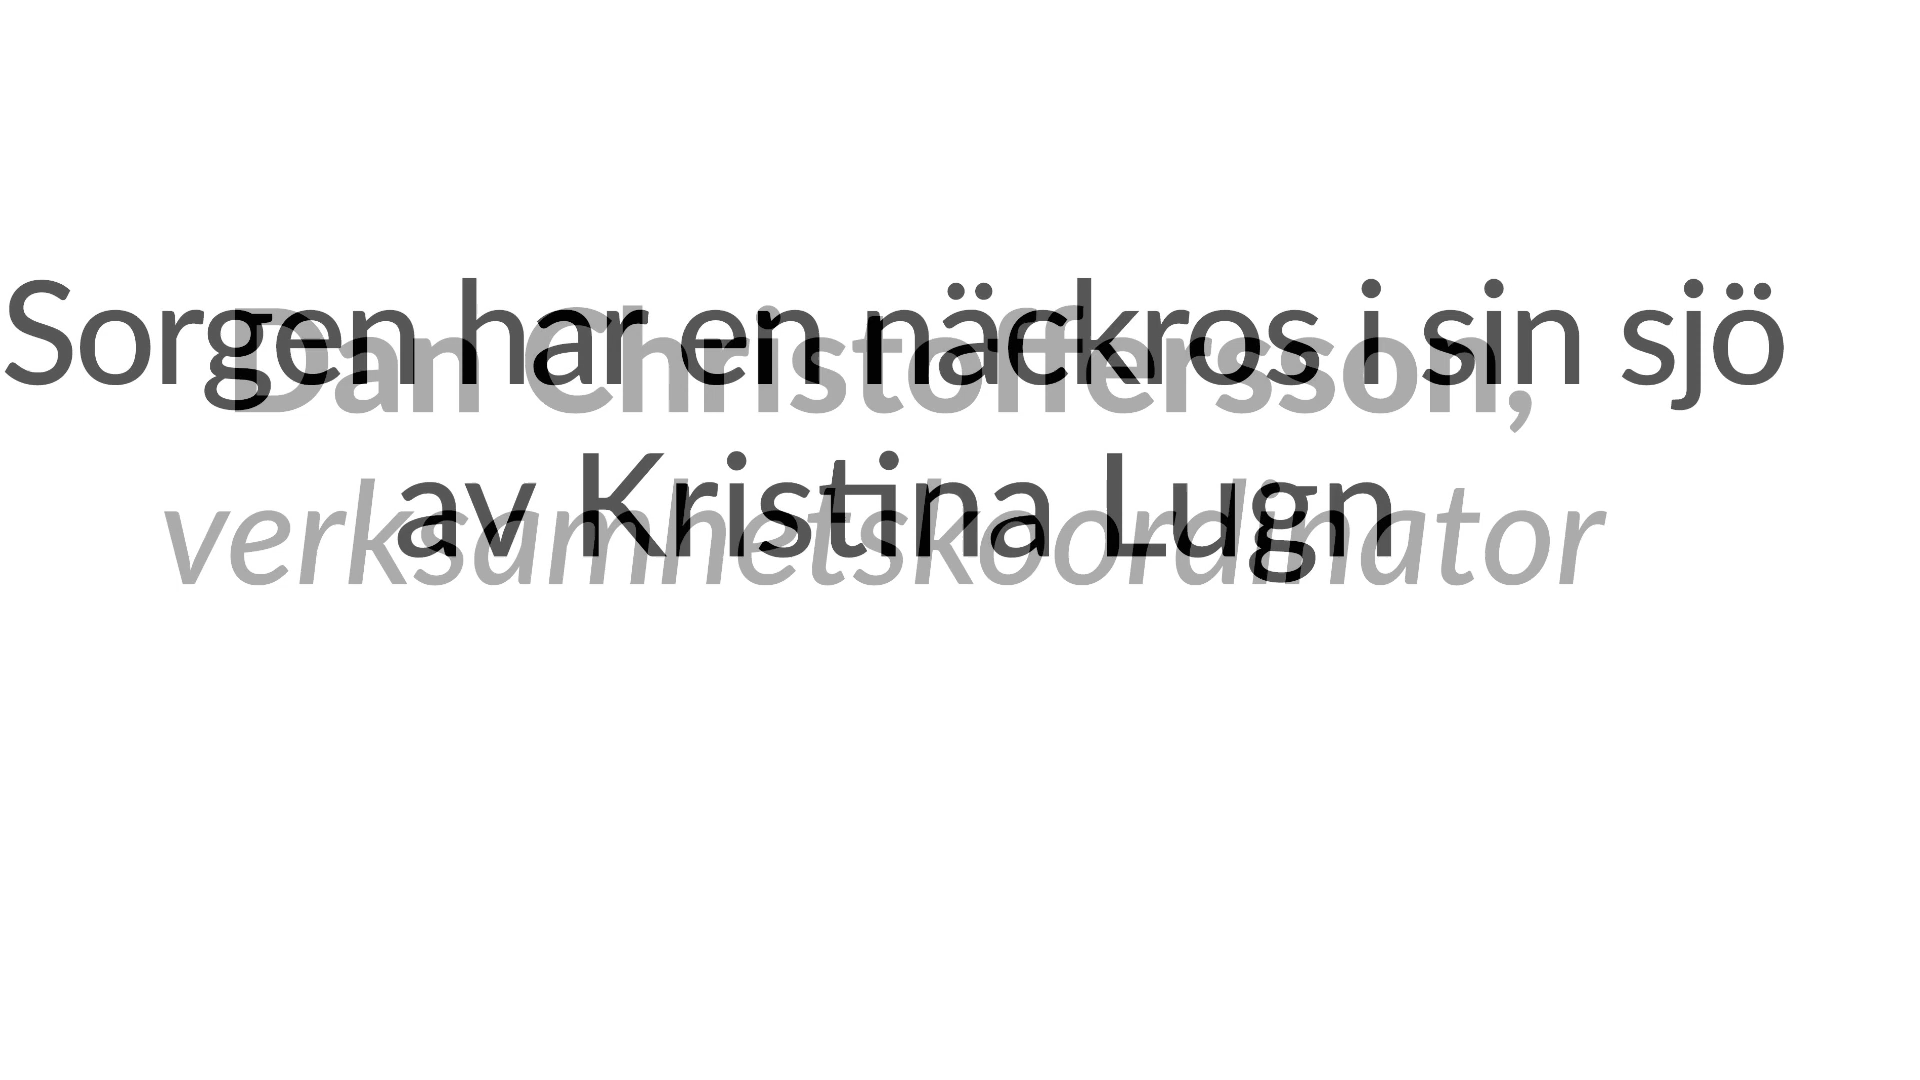 Sorgen har en näckros i sin sjö
av Kristina Lugn
Dan Christoffersson,
verksamhetskoordinator